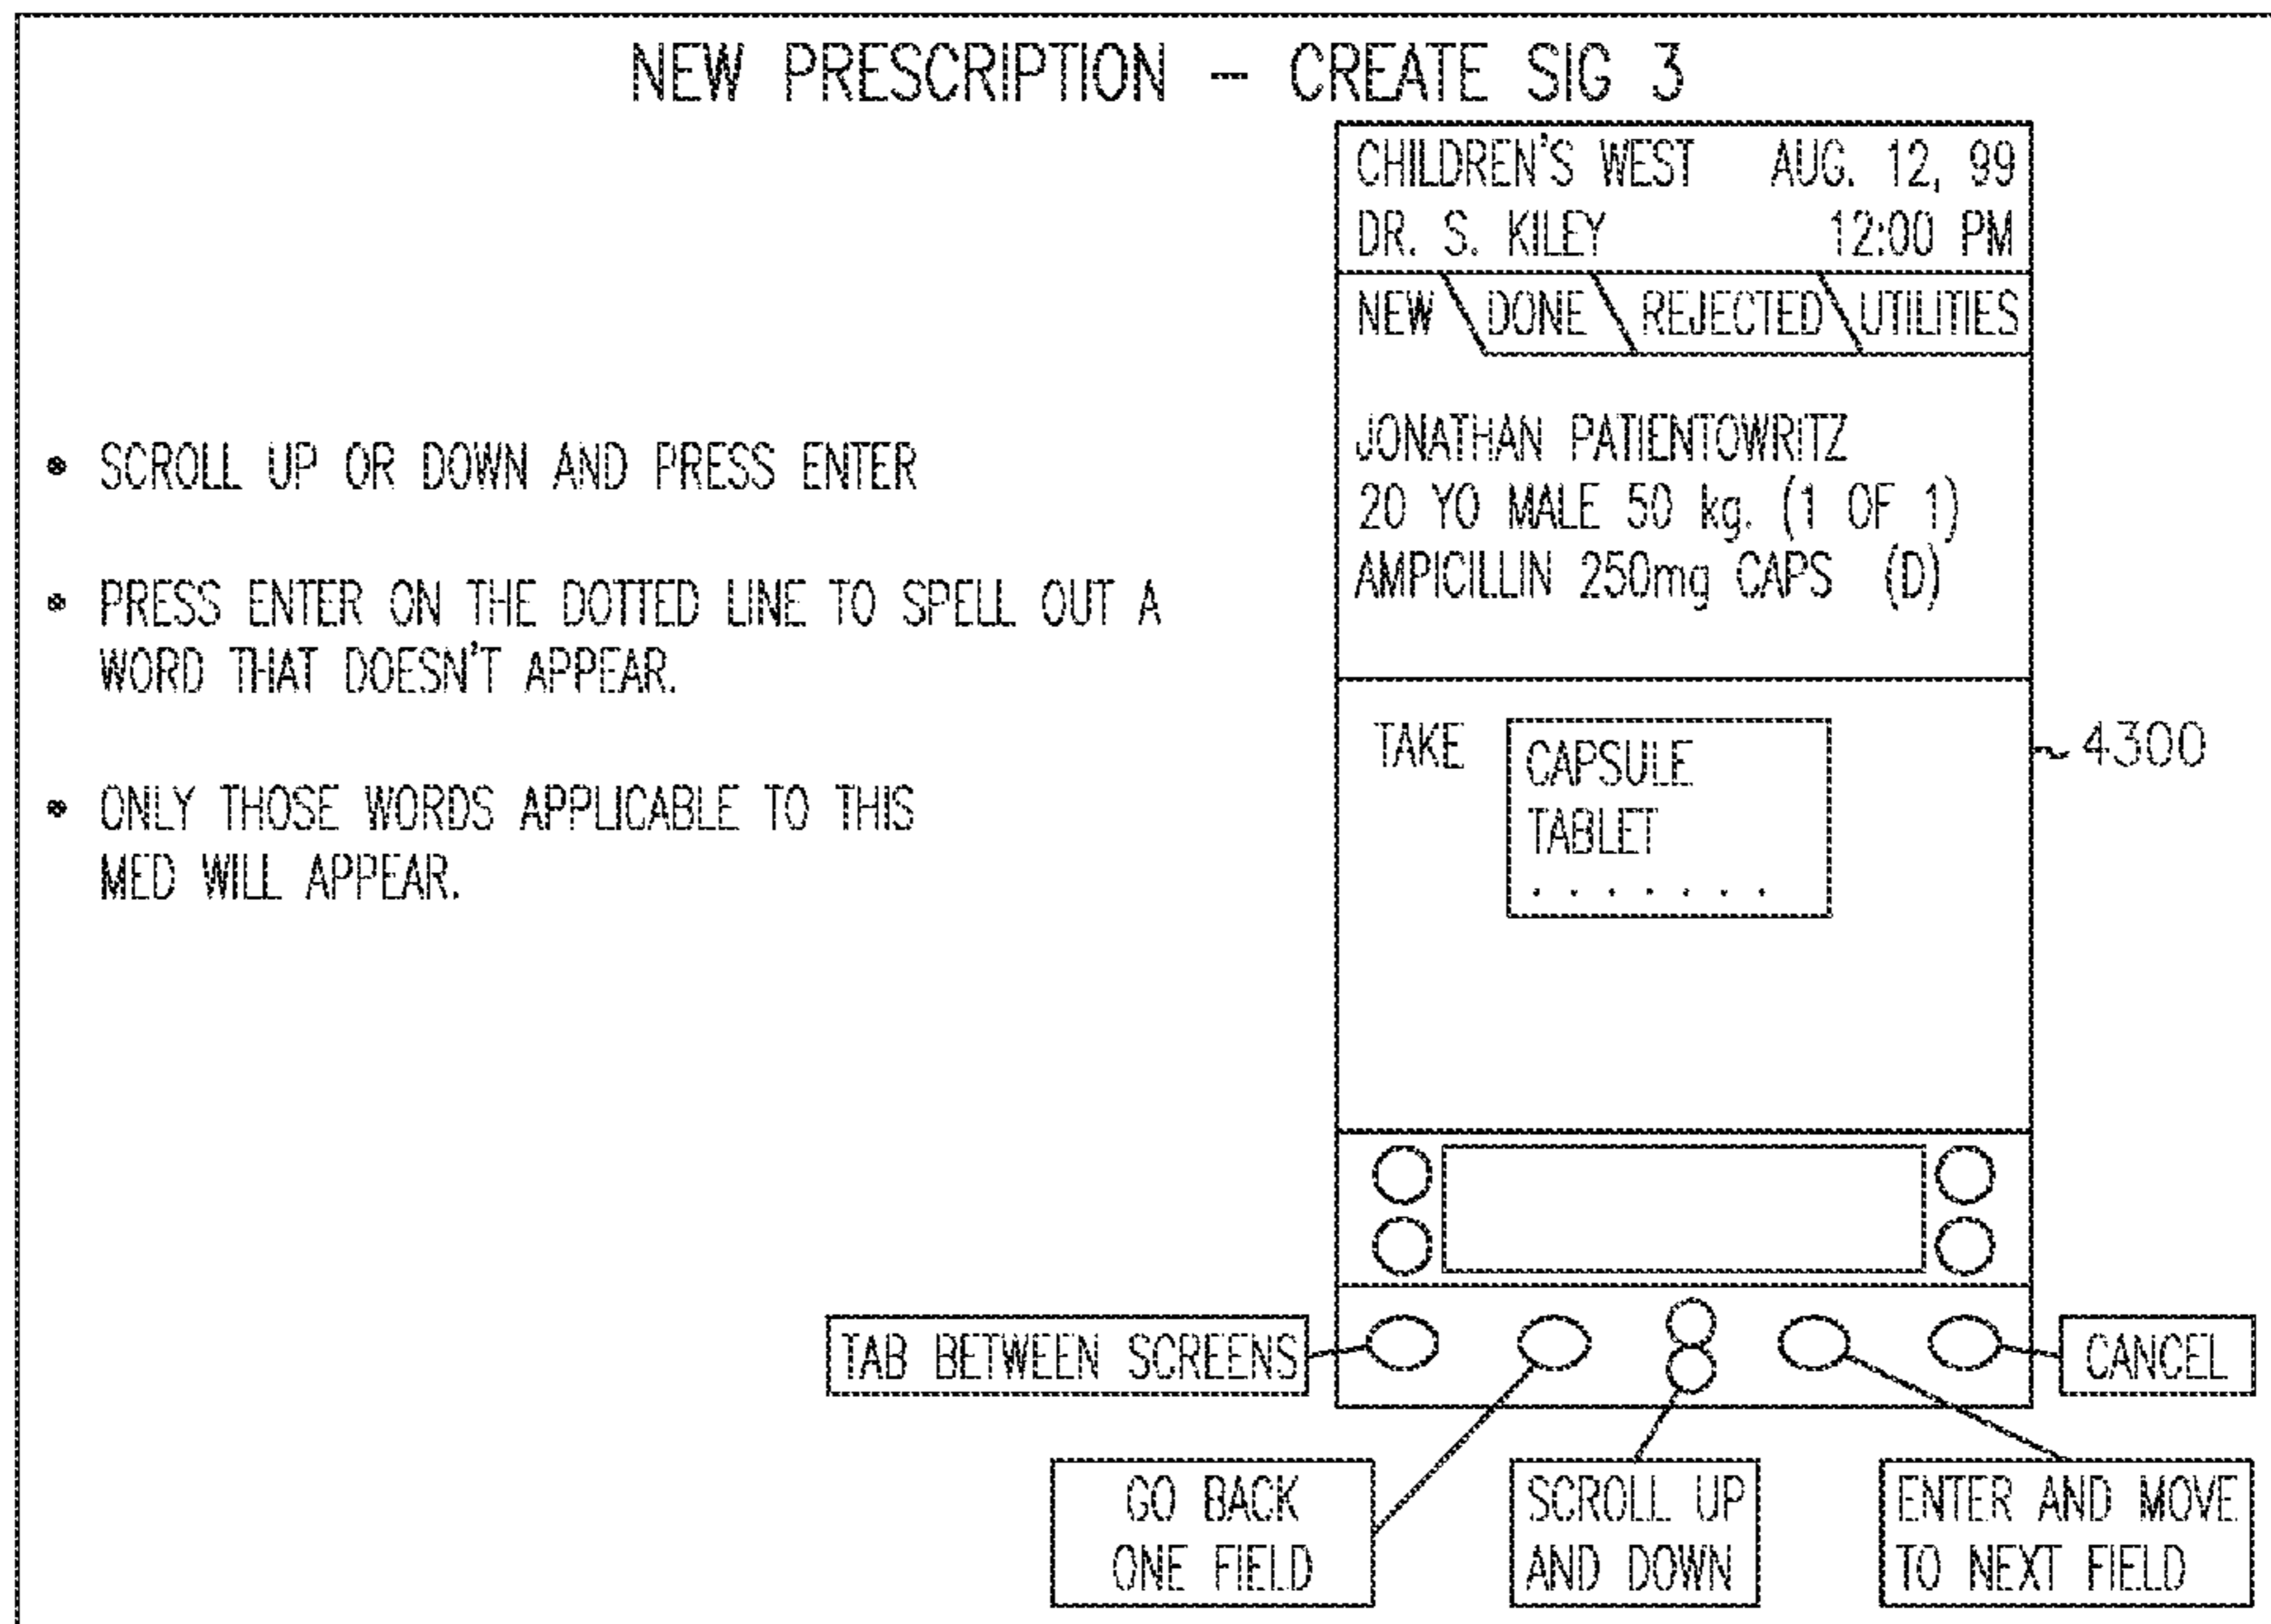 NEW PRESCRIPTION – CREATE SIG 3
• SCROLL UP OR DOWN AND PRESS ENTER
• PRESS ENTER ON THE DOTTED LINE TO SPELL OUT A
WORD THAT DOESN'T APPEAR.
• ONLY THOSE WORDS APPLICABLE TO THIS
MED WILL APPEAR.
CHILDREN'S WEST AUG. 12, 99
DR. S. KILEY 12:00 PM
NEW DONE REJECTED UTILITIES
JONATHAN PATIENTOWRITZ
20 YO MALE 50 kg. (1 OF 1)
AMPICILLIN 250mg CAPS (D)
TAKE CAPSULE
TABLET
. . . . . . .
4300
TAB BETWEEN SCREENS
CANCEL
GO BACK
ONE FIELD
SCROLL UP
AND DOWN
ENTER AND MOVE
TO NEXT FIELD